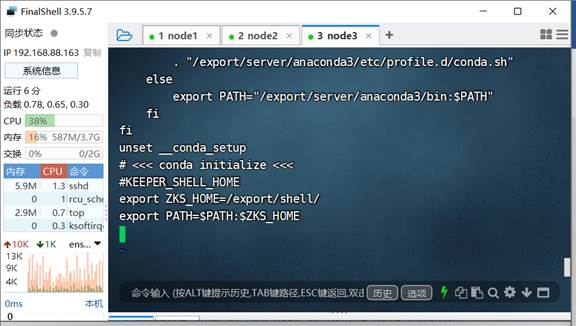 FinalShell 3.9.5.7
同步状态
1 node1
2 node2
3 node3
IP 192.168.88.163 复制
系统信息
运行 6 分
负载 0.78, 0.65, 0.30
CPU 38%
内存 16% 587M/3.7G
交换 0% 0/2G
内存 CPU 命令
5.9M 1.3 sshd
0 1 rcu_sche
2.9M 0.7 top
0 0.3 ksoftirqc
10K 1K ens...
13K
9K
4K
0ms 本机
0
. "/export/server/anaconda3/etc/profile.d/conda.sh"
else
export PATH="/export/server/anaconda3/bin:$PATH"
fi
fi
unset __conda_setup
# <<< conda initialize <<<
#KEEPER_SHELL_HOME
export ZKS_HOME=/export/shell/
export PATH=$PATH:$ZKS_HOME
~
命令输入 (按ALT键提示历史,TAB键路径,ESC键返回,双击 历史 选项